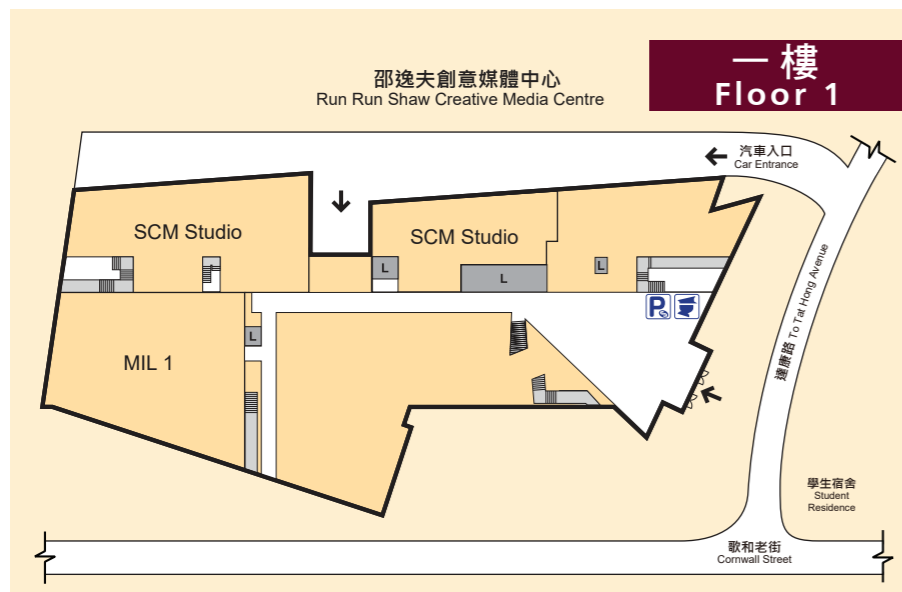 一樓
Floor 1
邵逸夫創意媒體中心
Run Run Shaw Creative Media Centre
汽車入口
Car Entrance
SCM Studio
SCM Studio
L
L
L
P
達康路 To Tat Hong Avenue
L
MIL 1
學生宿舍
Student
Residence
歌和老街
Cornwall Street